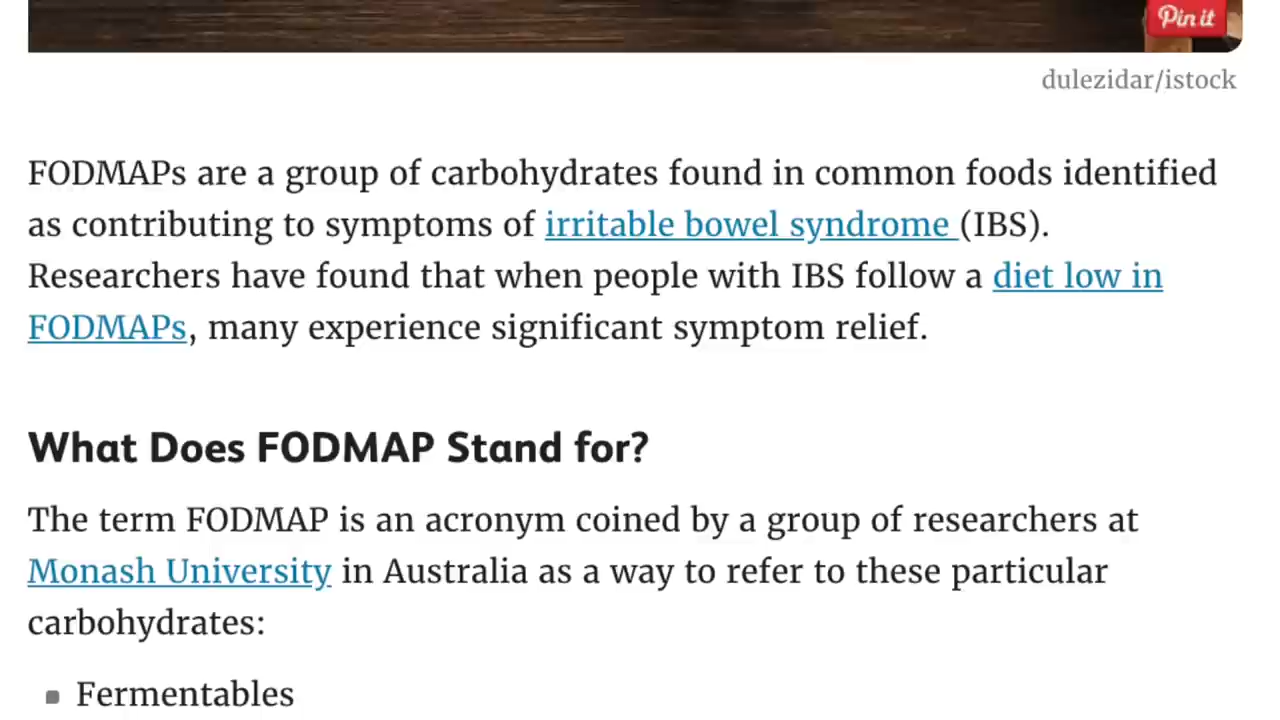 Pin it
dulezidar/istock
FODMAPs are a group of carbohydrates found in common foods identified
as contributing to symptoms of irritable bowel syndrome (IBS).
Researchers have found that when people with IBS follow a diet low in
FODMAPs, many experience significant symptom relief.
What Does FODMAP Stand for?
The term FODMAP is an acronym coined by a group of researchers at
Monash University in Australia as a way to refer to these particular
carbohydrates:
Fermentables